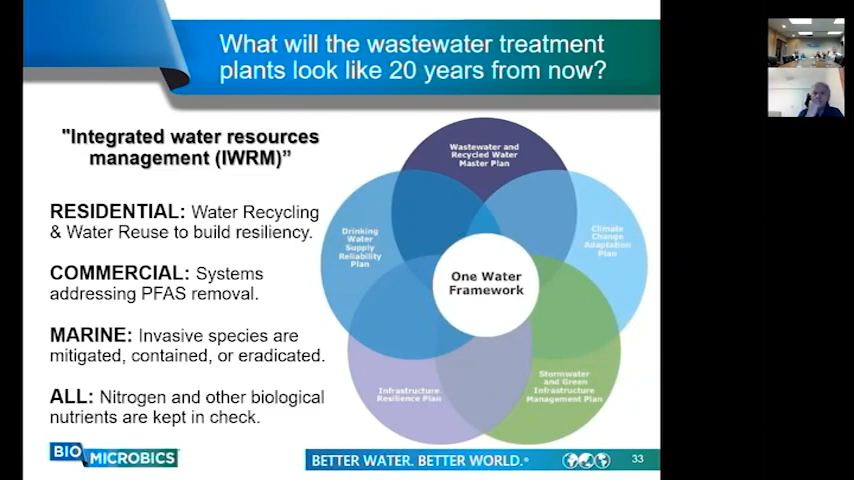 What will the wastewater treatment
plants look like 20 years from now?
"Integrated water resources
management (IWRM)”
RESIDENTIAL: Water Recycling
& Water Reuse to build resiliency.
COMMERCIAL: Systems
addressing PFAS removal.
MARINE: Invasive species are
mitigated, contained, or eradicated.
ALL: Nitrogen and other biological
nutrients are kept in check.
Wastewater and
Recycled Water
Master Plan
Drinking
Water
Supply
Reliability
Plan
Climate
Change
Adaptation
Plan
One Water
Framework
Infrastructure
Resilience Plan
Stormwater
and Green
Infrastructure
Management Plan
BIO
MICROBICS
BETTER WATER. BETTER WORLD.®
33